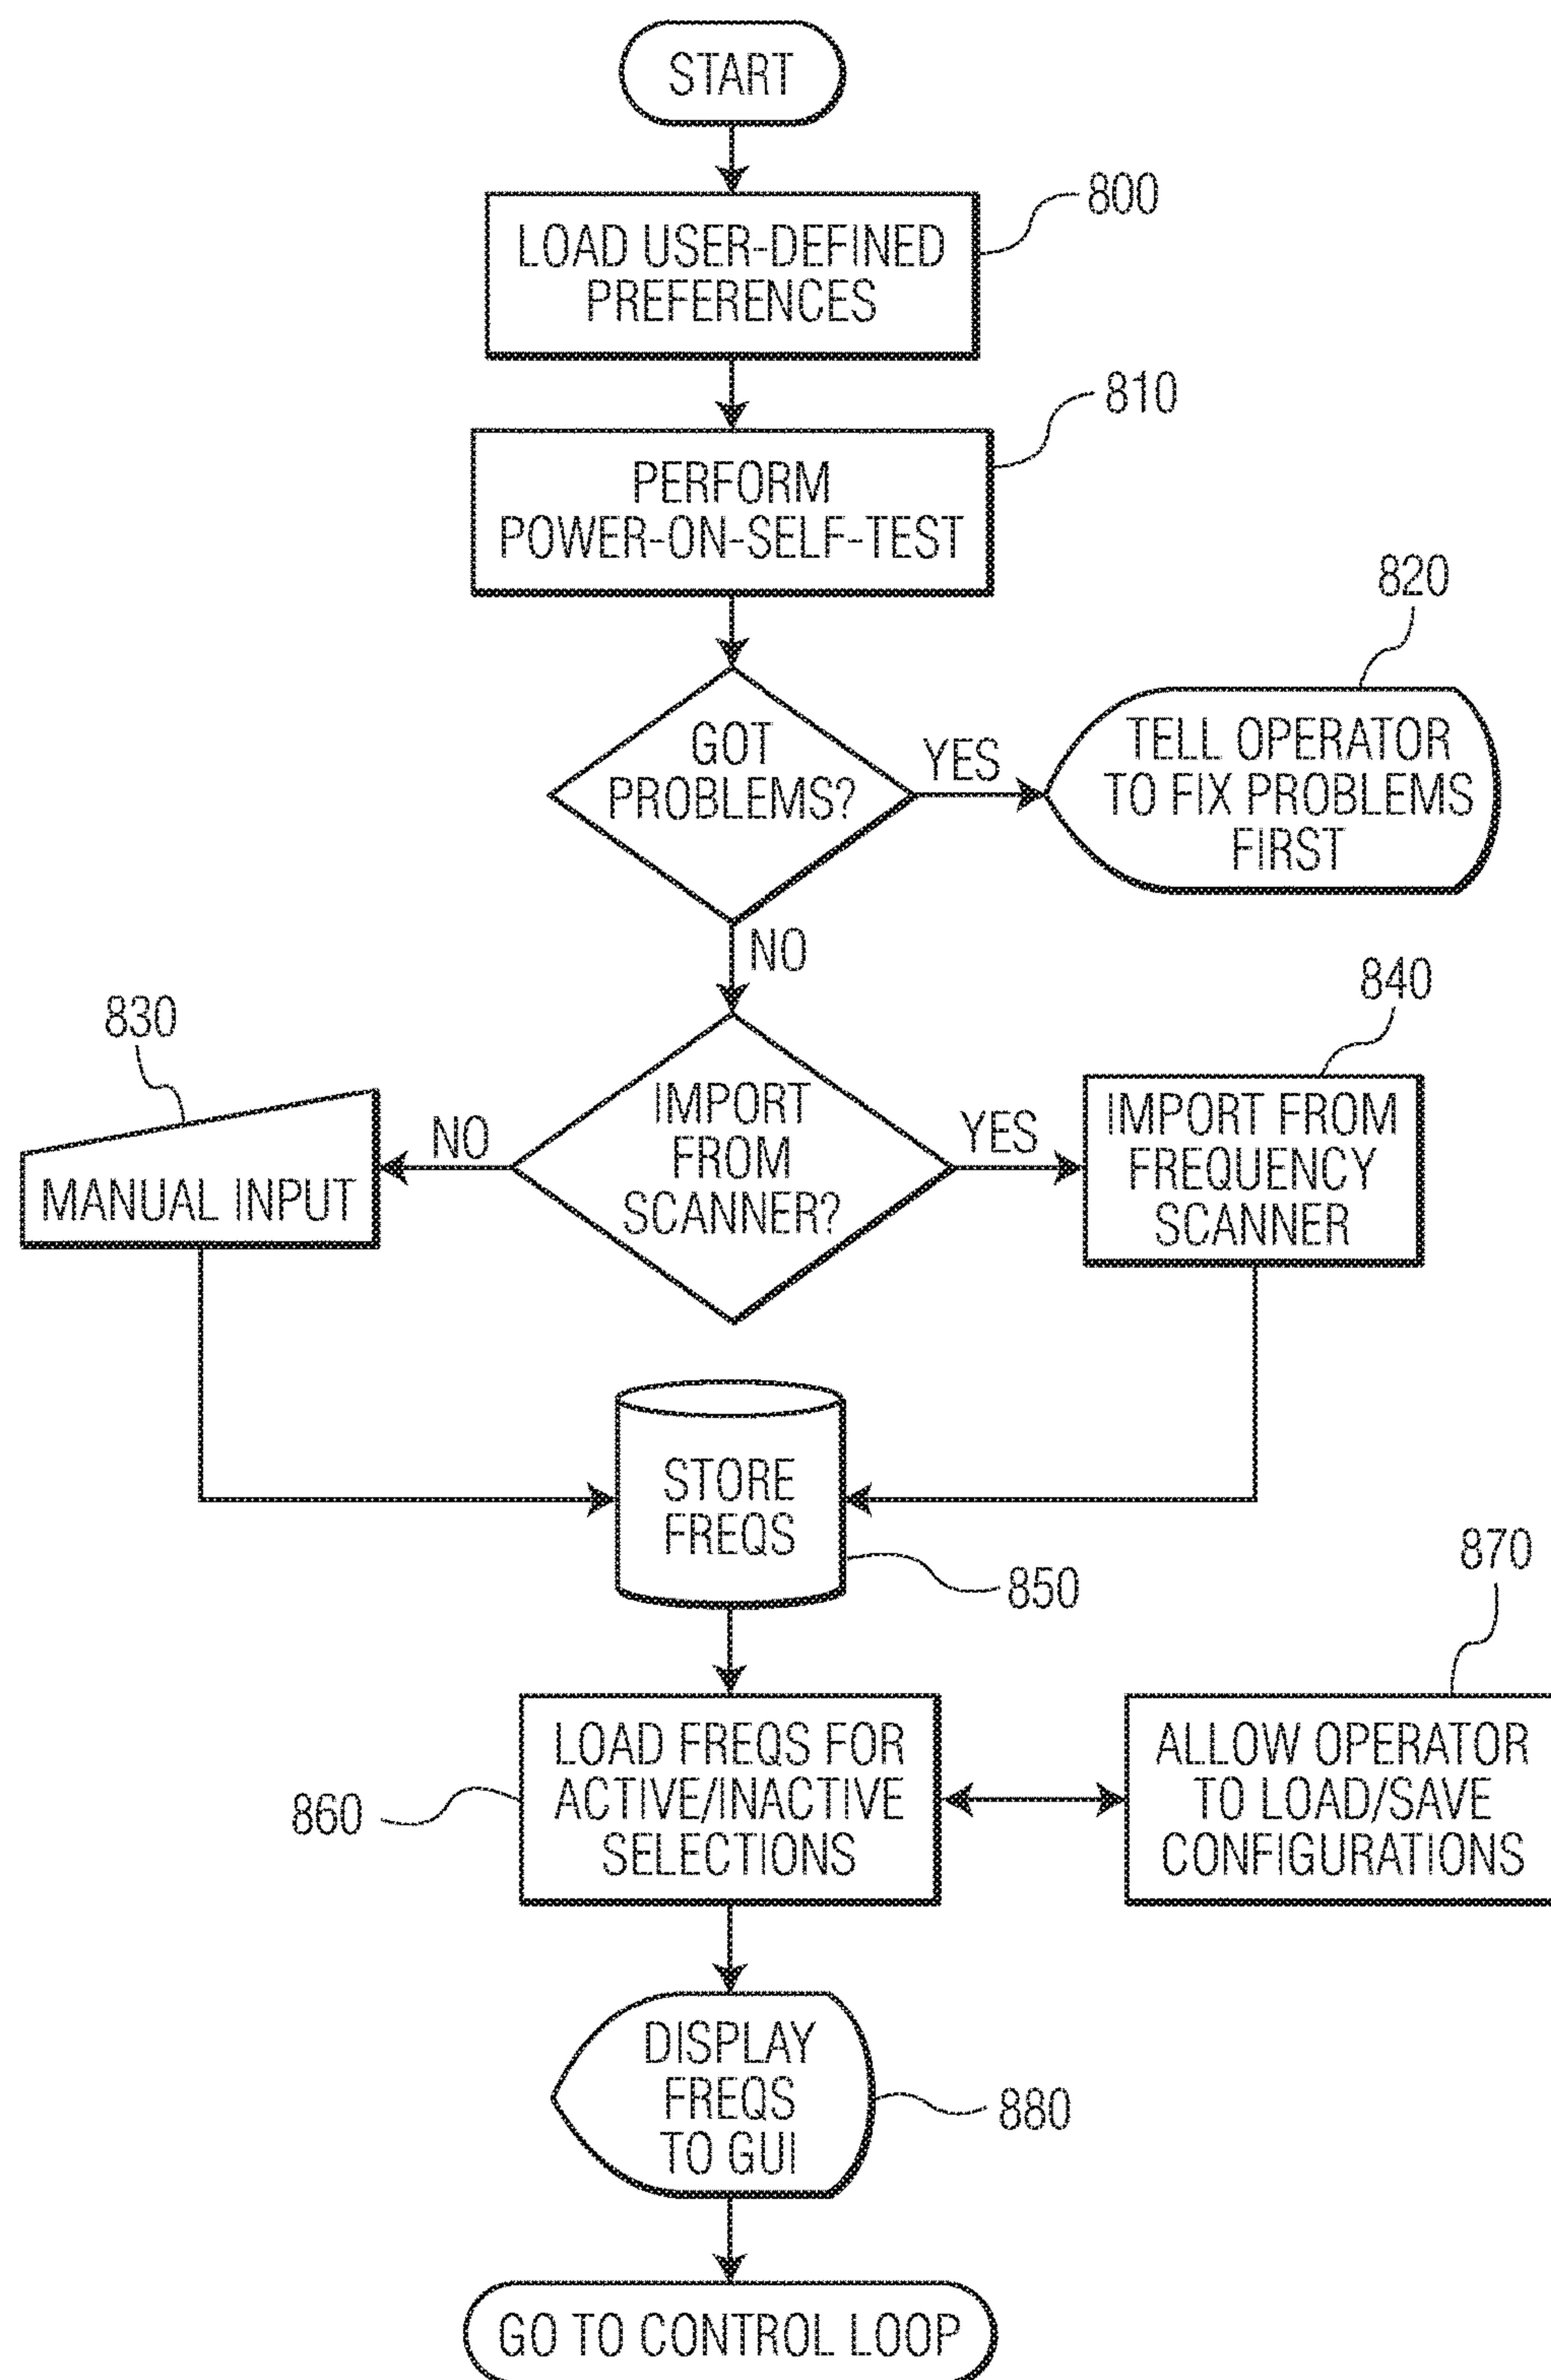 START
800
LOAD USER-DEFINED
PREFERENCES
810
PERFORM
POWER-ON-SELF-TEST
820
GOT
PROBLEMS?
YES
TELL OPERATOR
TO FIX PROBLEMS
FIRST
NO
830
840
MANUAL INPUT
NO
IMPORT
FROM
SCANNER?
YES
IMPORT FROM
FREQUENCY
SCANNER
STORE
FREQS
850
870
860
LOAD FREQS FOR
ACTIVE/INACTIVE
SELECTIONS
ALLOW OPERATOR
TO LOAD/SAVE
CONFIGURATIONS
DISPLAY
FREQS
TO GUI
880
GO TO CONTROL LOOP